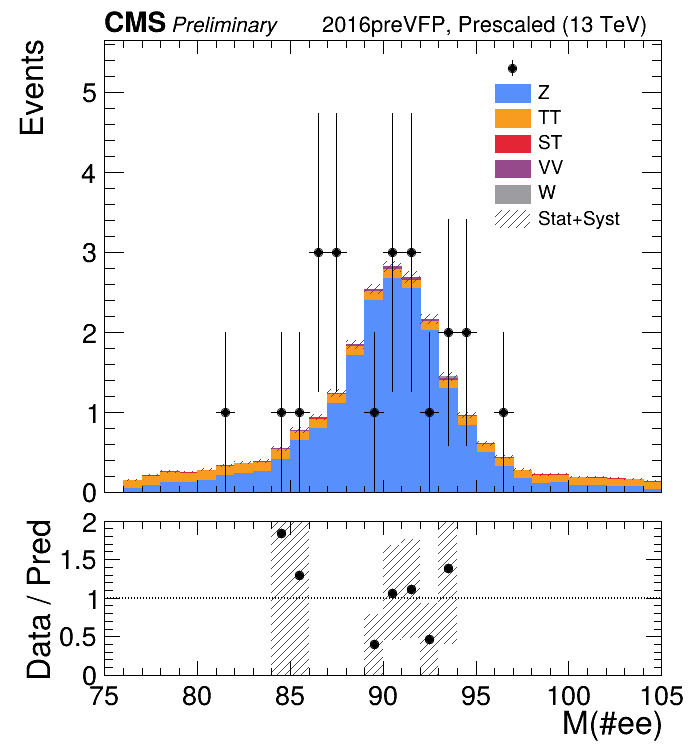 CMS Preliminary 2016preVFP, Prescaled (13 TeV)
Events
5
4
3
2
1
0
Z
TT
ST
VV
W
Stat+Syst
Data / Pred
2
1.5
1
0.5
0
75 80 85 90 95 100 105
M(#ee)